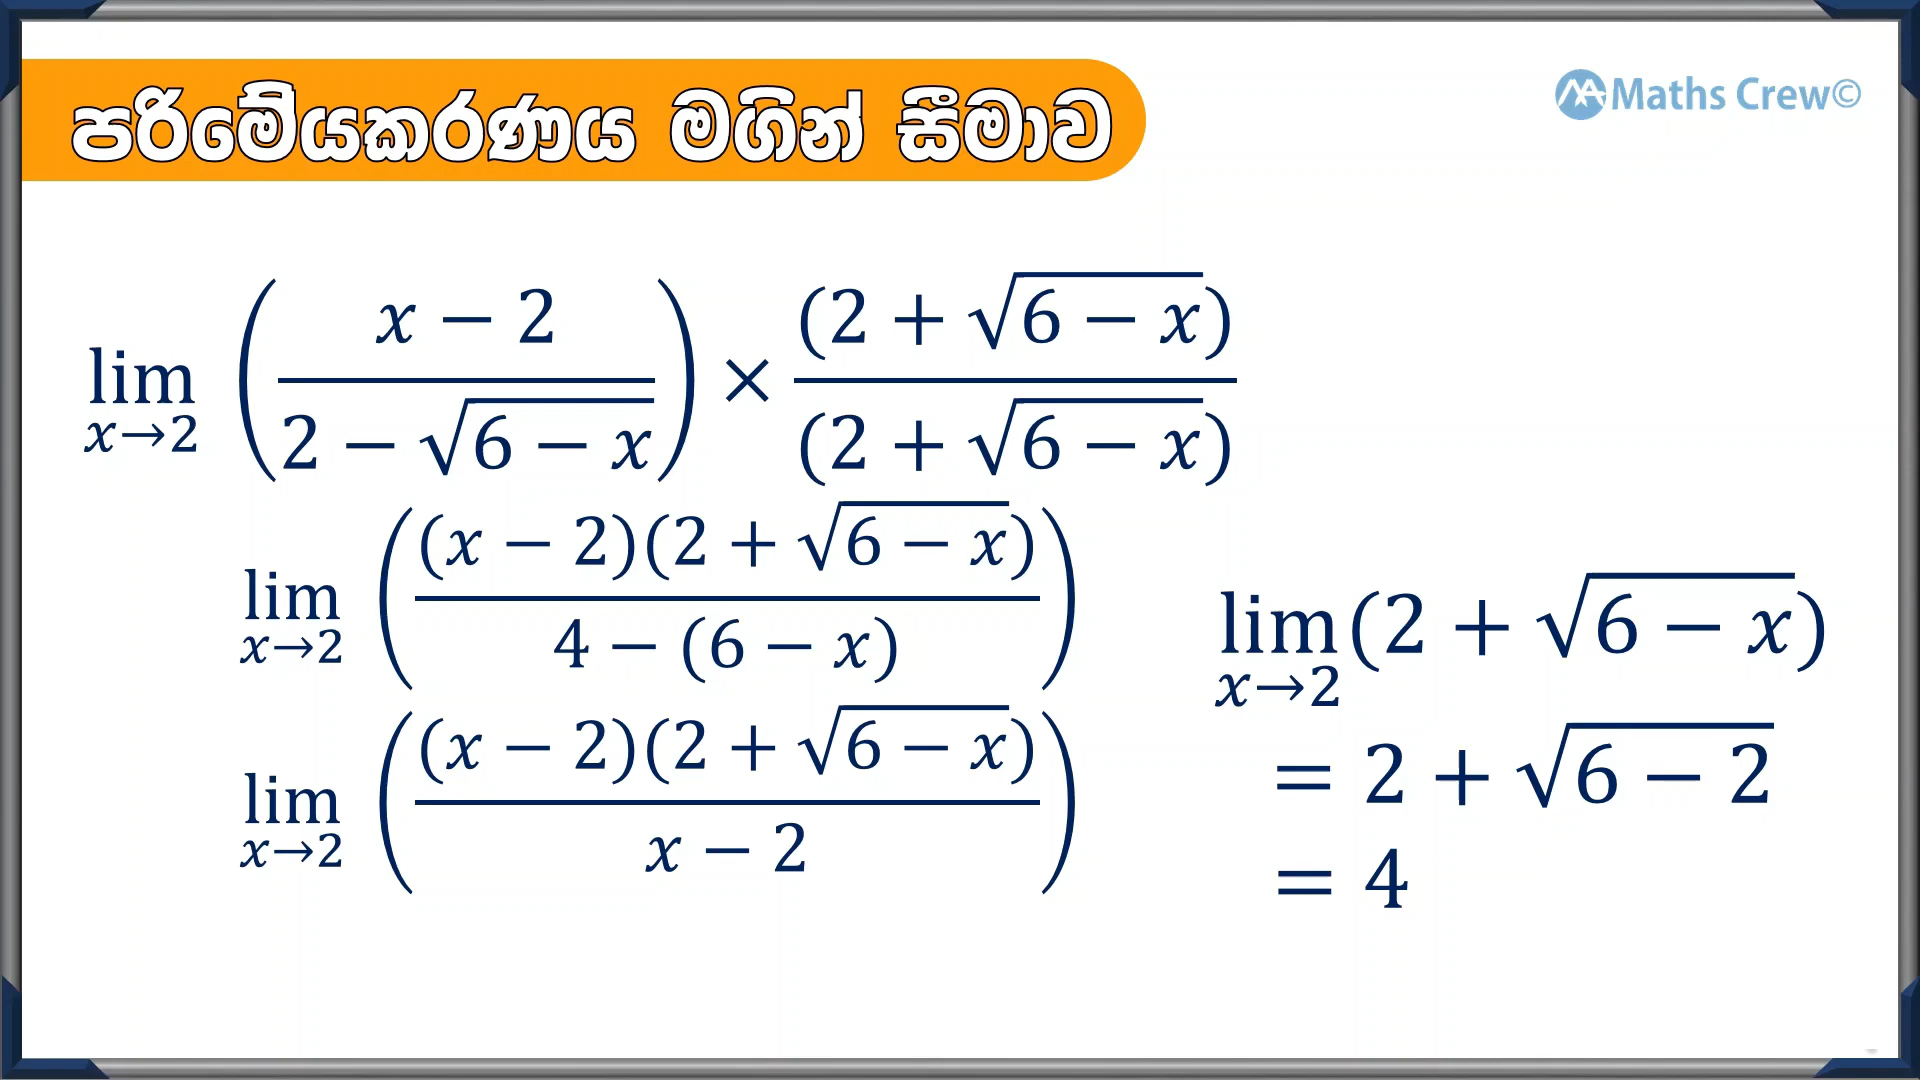 පරිමේයකරණය මගින් සීමාව
Maths Crew©
lim x→2 ((x − 2)/(2 − √(6 − x))) × (2 + √(6 − x))/(2 + √(6 − x))
lim x→2 ((x − 2)(2 + √(6 − x))/(4 − (6 − x)))
lim x→2 ((x − 2)(2 + √(6 − x))/(x − 2))
lim x→2 (2 + √(6 − x))
= 2 + √(6 − 2)
= 4